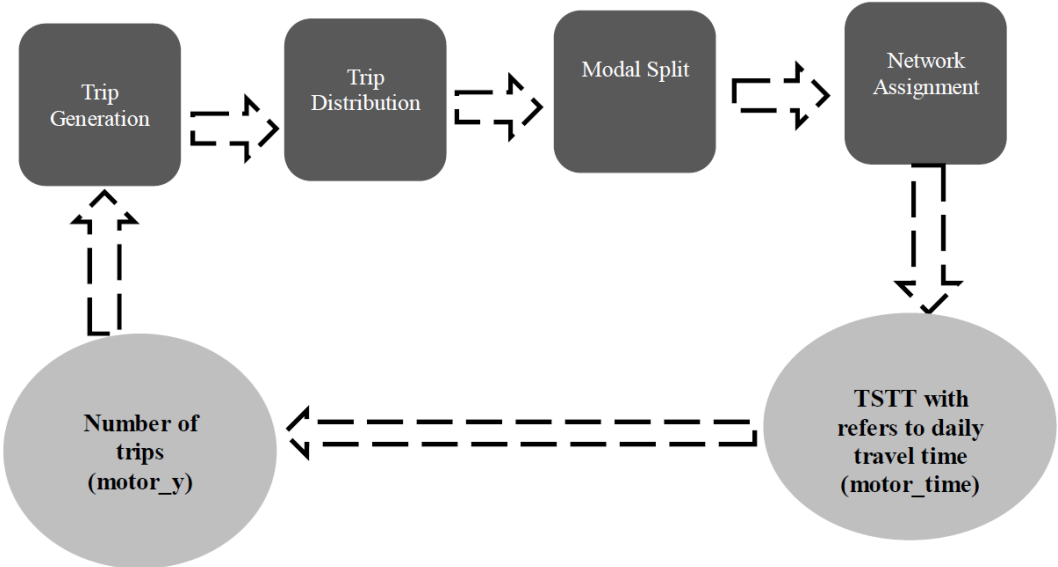 Trip
Generation
Trip
Distribution
Modal Split
Network
Assignment
Number of
trips
(motor_y)
TSTT with
refers to daily
travel time
(motor_time)